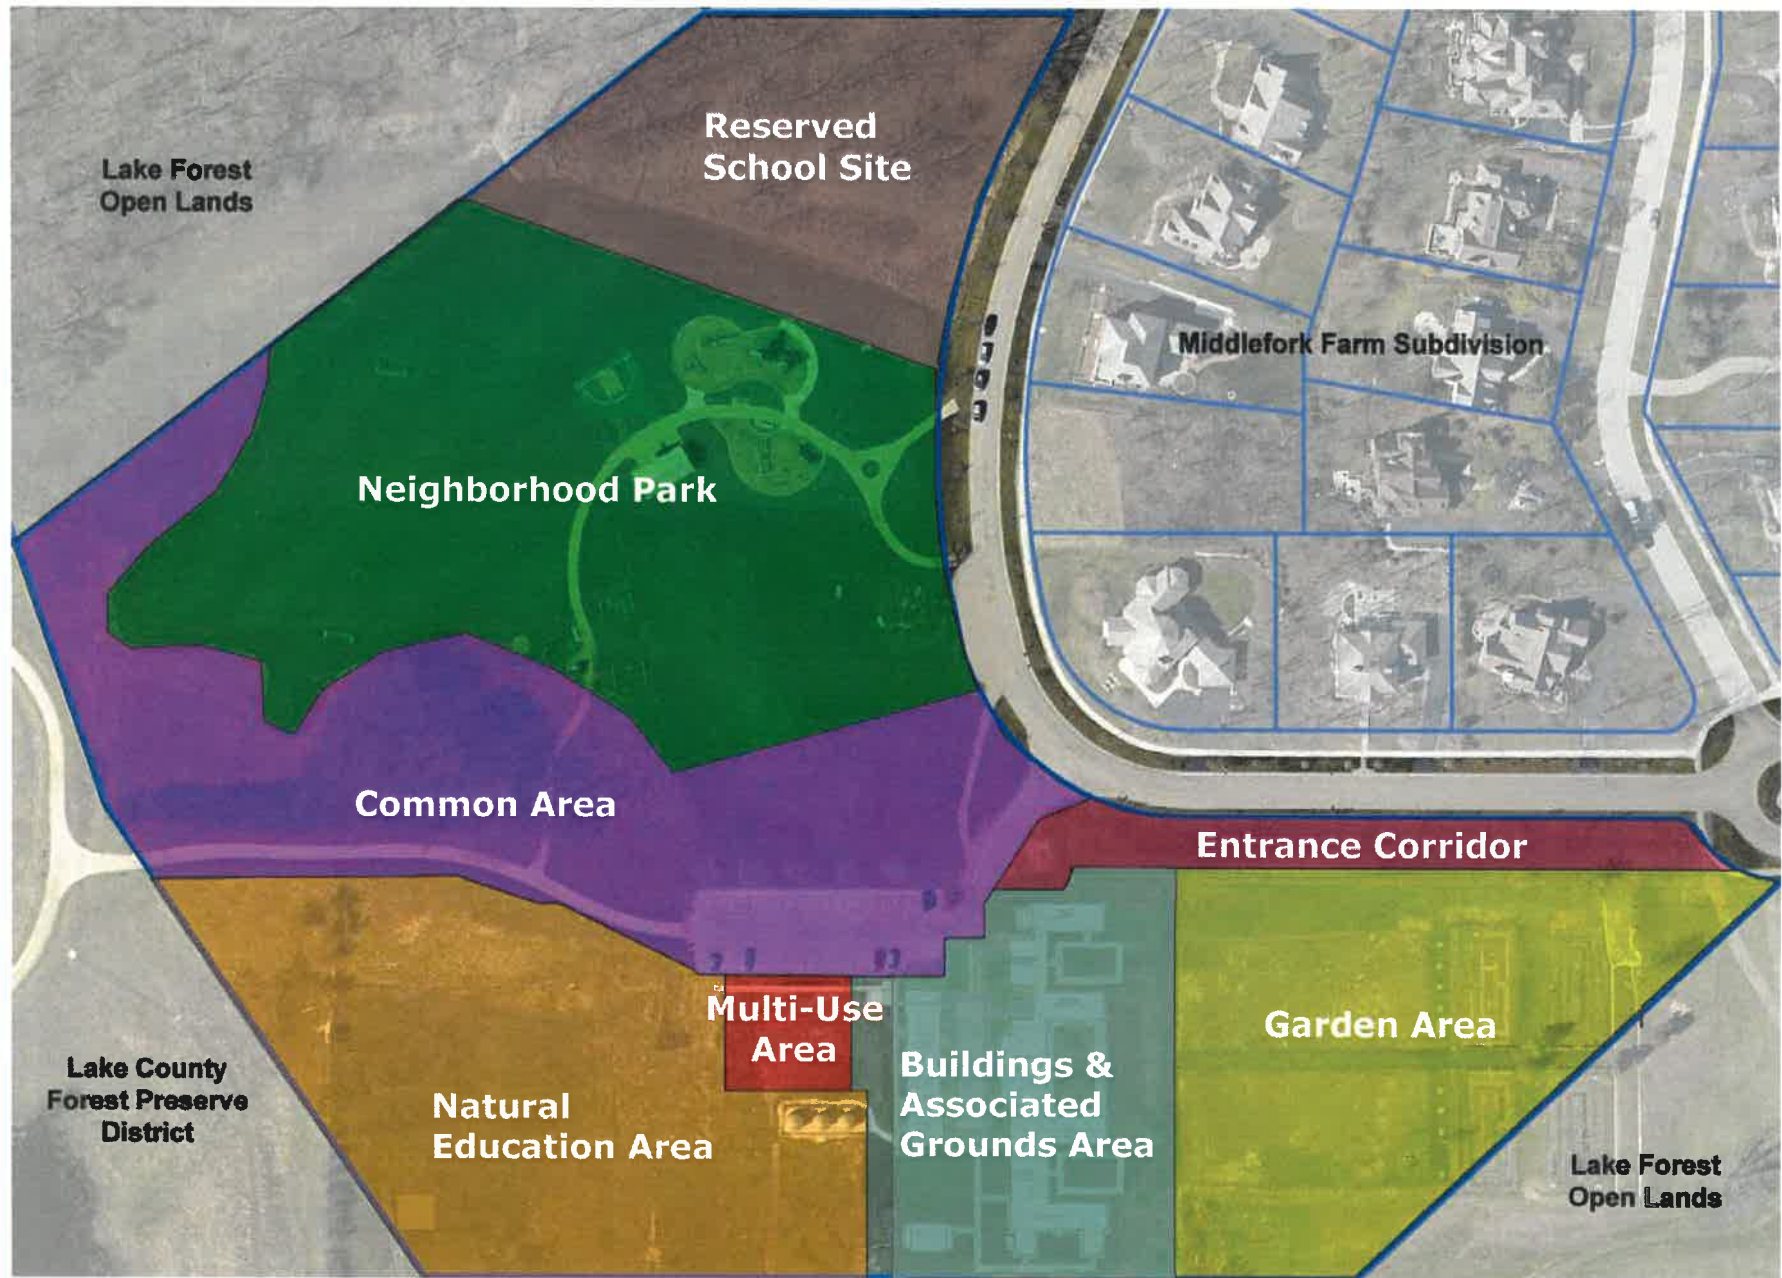 Reserved
School Site
Lake Forest
Open Lands
Middlefork Farm Subdivision
Neighborhood Park
Common Area
Entrance Corridor
Multi-Use
Area
Garden Area
Buildings &
Associated
Grounds Area
Lake County
Forest Preserve
District
Natural
Education Area
Lake Forest
Open Lands